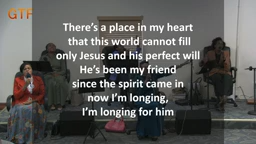 GTF
There's a place in my heart
that this world cannot fill
only Jesus and his perfect will
He's been my friend
since the spirit came in
now I'm longing,
I'm longing for him